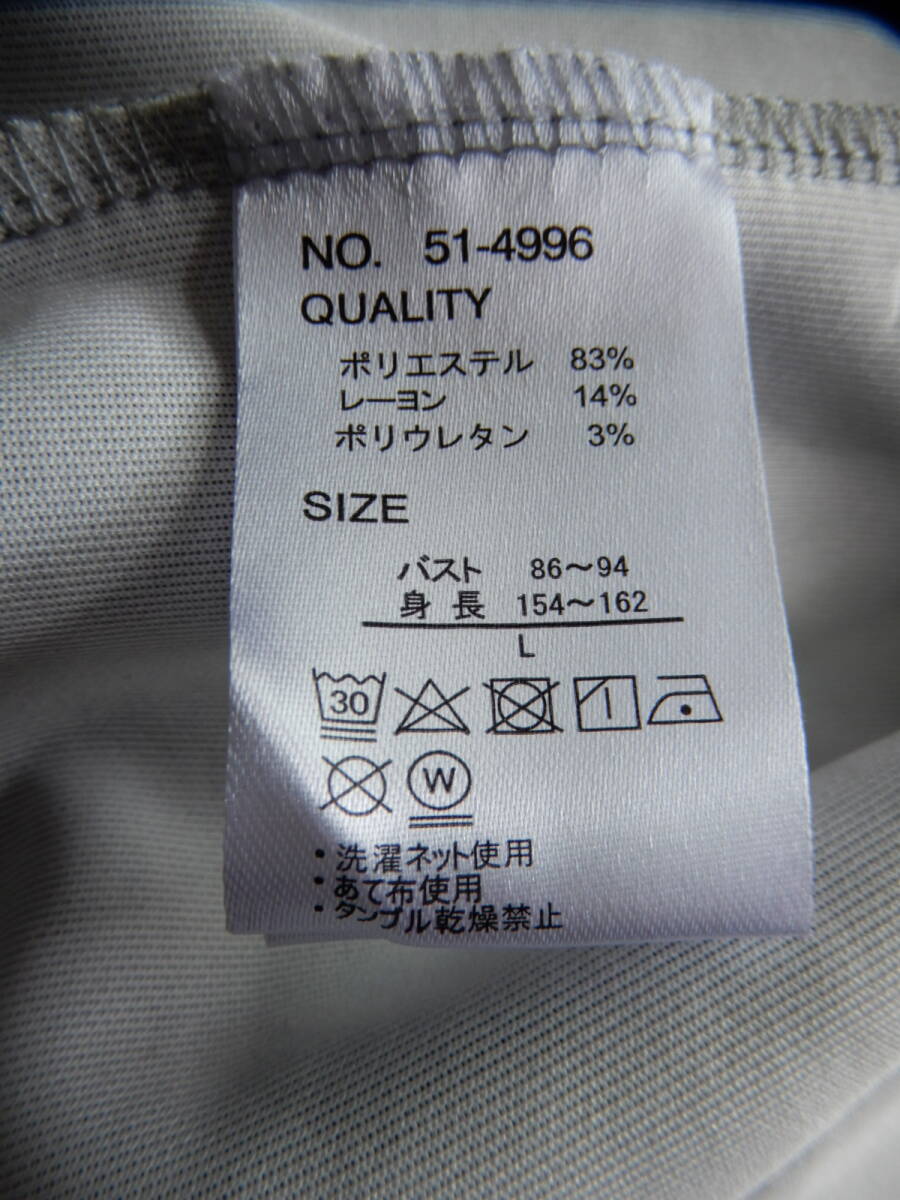 NO. 51-4996
QUALITY
ポリエステル 83%
レーヨン 14%
ポリウレタン 3%
SIZE
バスト 86～94
身長 154～162
L
30
W
・洗濯ネット使用
・あて布使用
・タンブル乾燥禁止